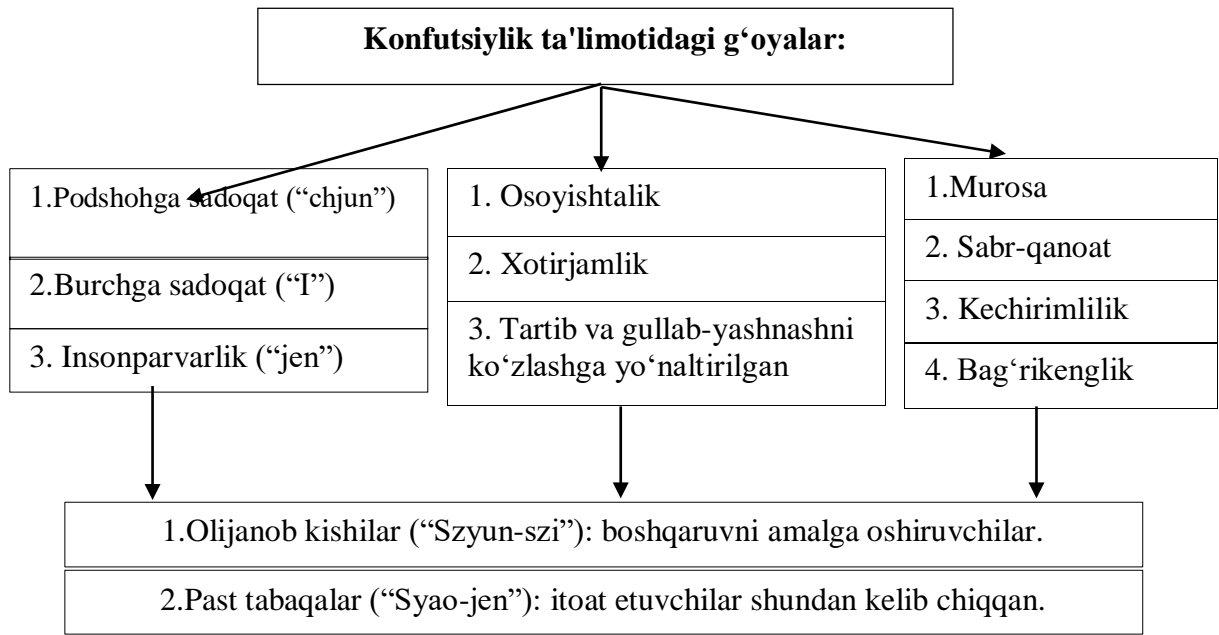 Konfutsiylik ta'limotidagi g‘oyalar:
1.Podshohga sadoqat (“chjun”)
2.Burchga sadoqat (“I”)
3. Insonparvarlik (“jen”)
1. Osoyishtalik
2. Xotirjamlik
3. Tartib va gullab-yashnashni
ko‘zlashga yo‘naltirilgan
1.Murosa
2. Sabr-qanoat
3. Kechirimlilik
4. Bag‘rikenglik
1.Olijanob kishilar (“Szyun-szi”): boshqaruvni amalga oshiruvchilar.
2.Past tabaqalar (“Syao-jen”): itoat etuvchilar shundan kelib chiqqan.